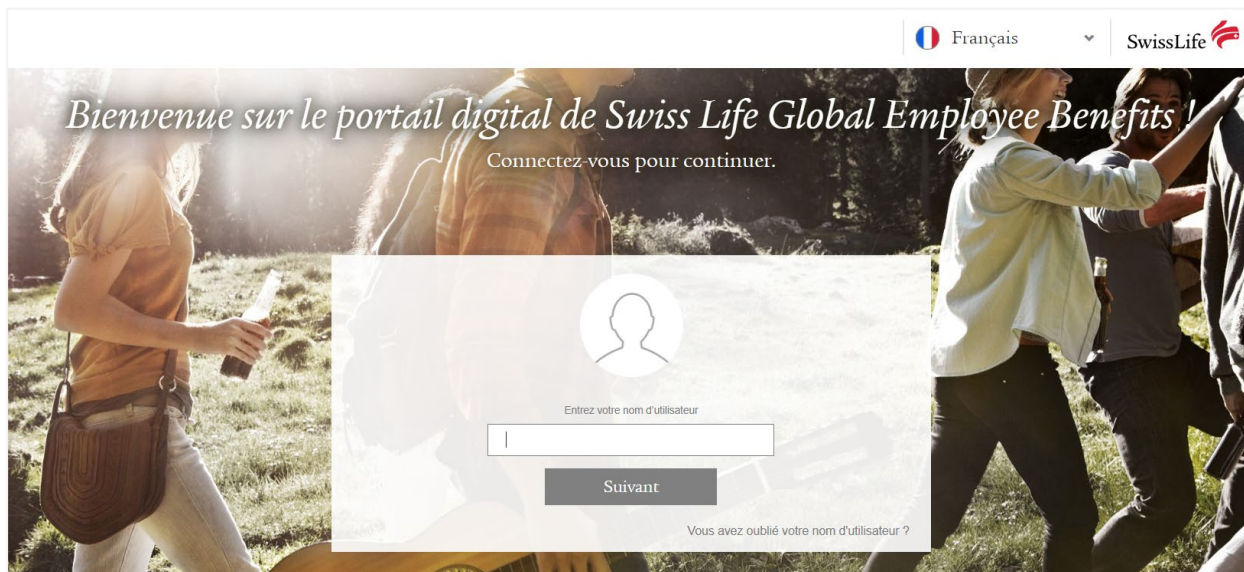 Français
SwissLife
Bienvenue sur le portail digital de Swiss Life Global Employee Benefits !
Connectez-vous pour continuer.
Entrez votre nom d'utilisateur
Suivant
Vous avez oublié votre nom d'utilisateur ?